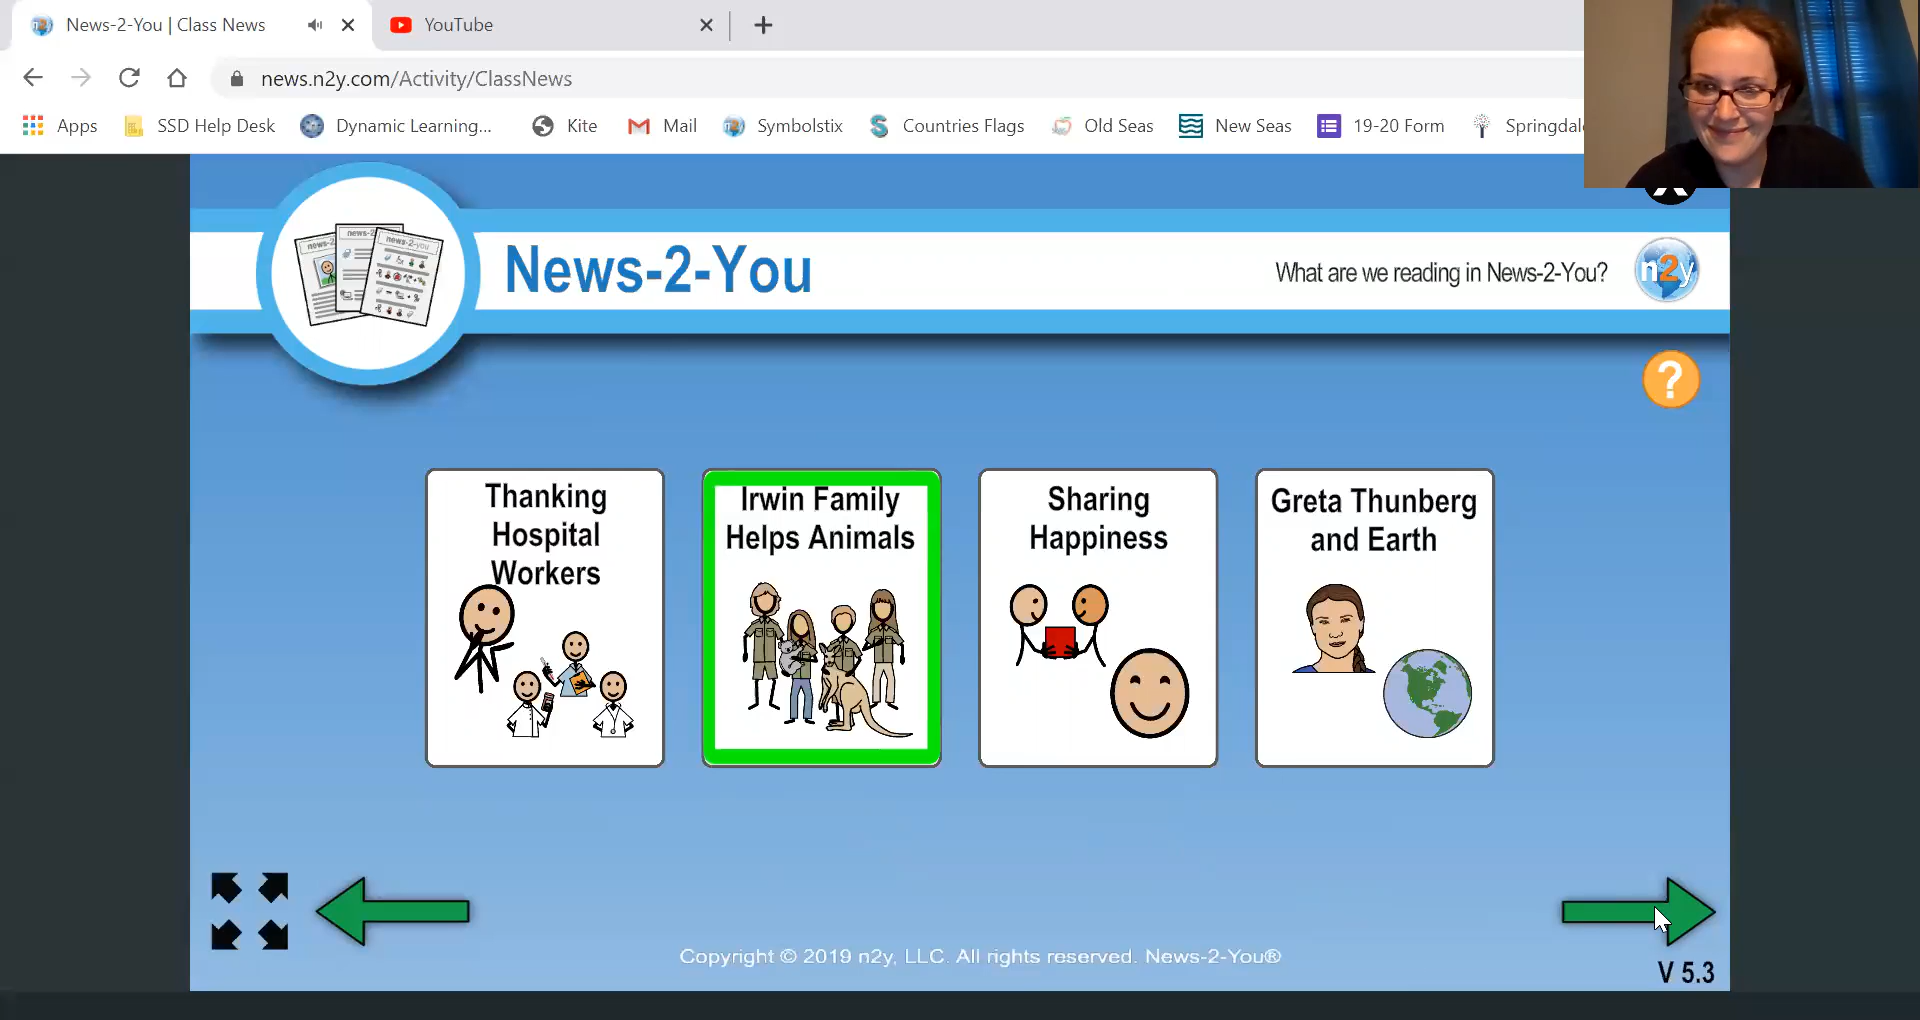 News-2-You | Class News
YouTube
news.n2y.com/Activity/ClassNews
Apps SSD Help Desk Dynamic Learning... Kite Mail Symbolstix Countries Flags Old Seas New Seas 19-20 Form Springdal
news-2-you
News-2-You
What are we reading in News-2-You?
n2y
?
Thanking
Hospital
Workers
Irwin Family
Helps Animals
Sharing
Happiness
Greta Thunberg
and Earth
Copyright © 2019 n2y, LLC. All rights reserved. News-2-You®
V 5.3